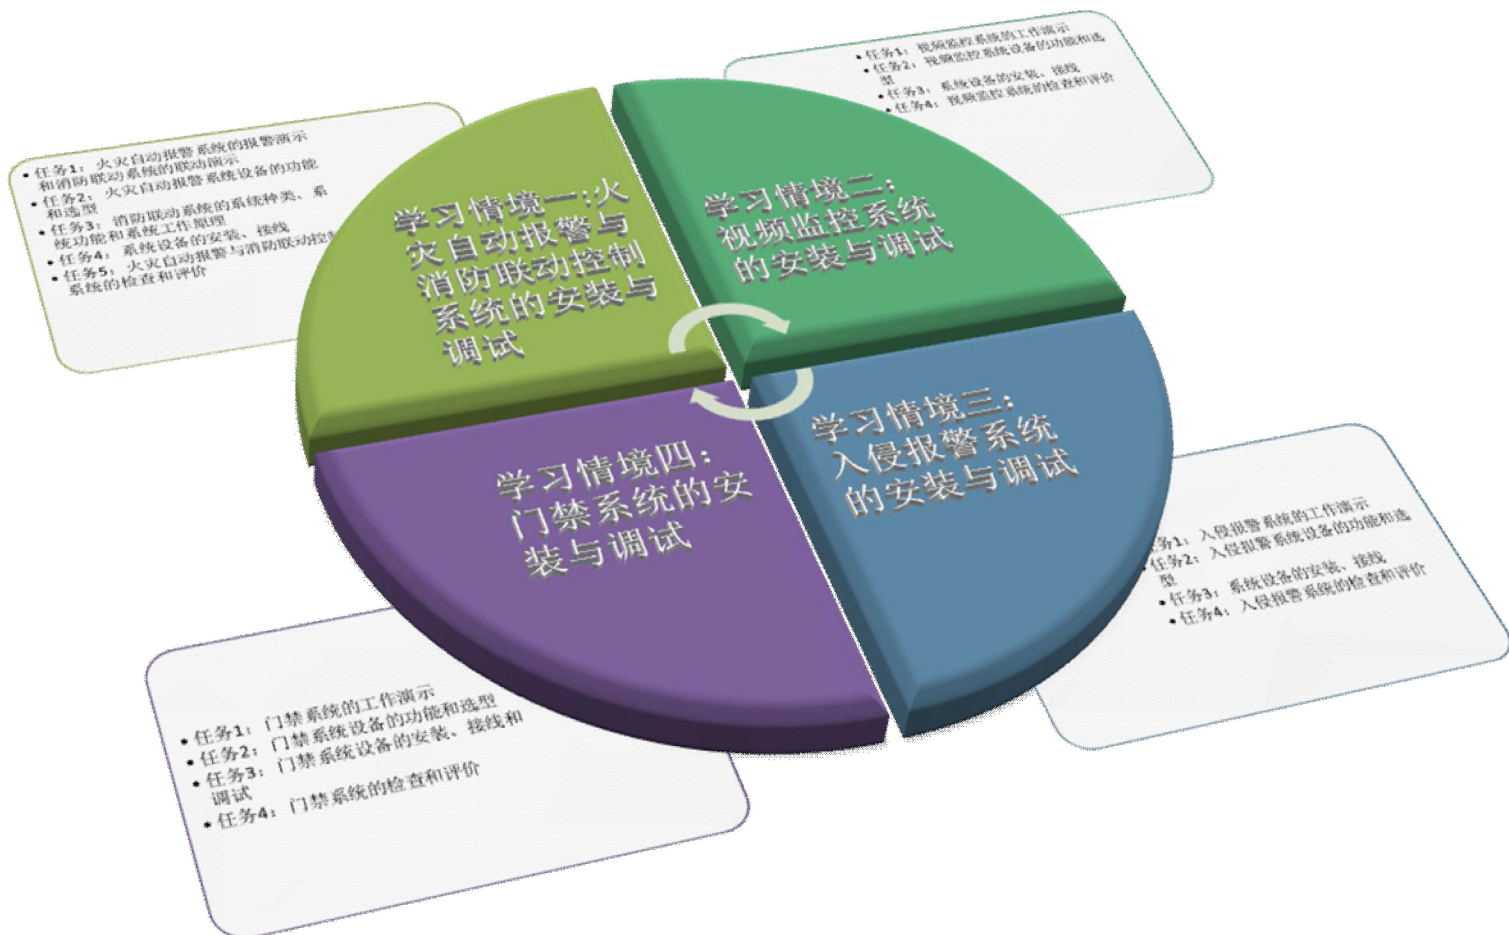 学习情境一:火
灾自动报警与
消防联动控制
系统的安装与
调试
• 任务1：火灾自动报警系统的报警演示
和消防联动系统的联动演示
• 任务2：火灾自动报警系统设备的功能
和选型
• 任务3：消防联动系统的系统种类、系
统功能和系统工作原理
• 任务4：系统设备的安装、接线
• 任务5：火灾自动报警与消防联动控制
系统的检查和评价
学习情境二：
视频监控系统
的安装与调试
• 任务1：视频监控系统的工作演示
• 任务2：视频监控系统设备的功能和选
型
• 任务3：系统设备的安装、接线
• 任务4：视频监控系统的检查和评价
学习情境三：
入侵报警系统
的安装与调试
务1：入侵报警系统的工作演示
• 任务2：入侵报警系统设备的功能和选
型
• 任务3：系统设备的安装、接线
• 任务4：入侵报警系统的检查和评价
学习情境四：
门禁系统的安
装与调试
• 任务1：门禁系统的工作演示
• 任务2：门禁系统设备的功能和选型
• 任务3：门禁系统设备的安装、接线和
调试
• 任务4：门禁系统的检查和评价